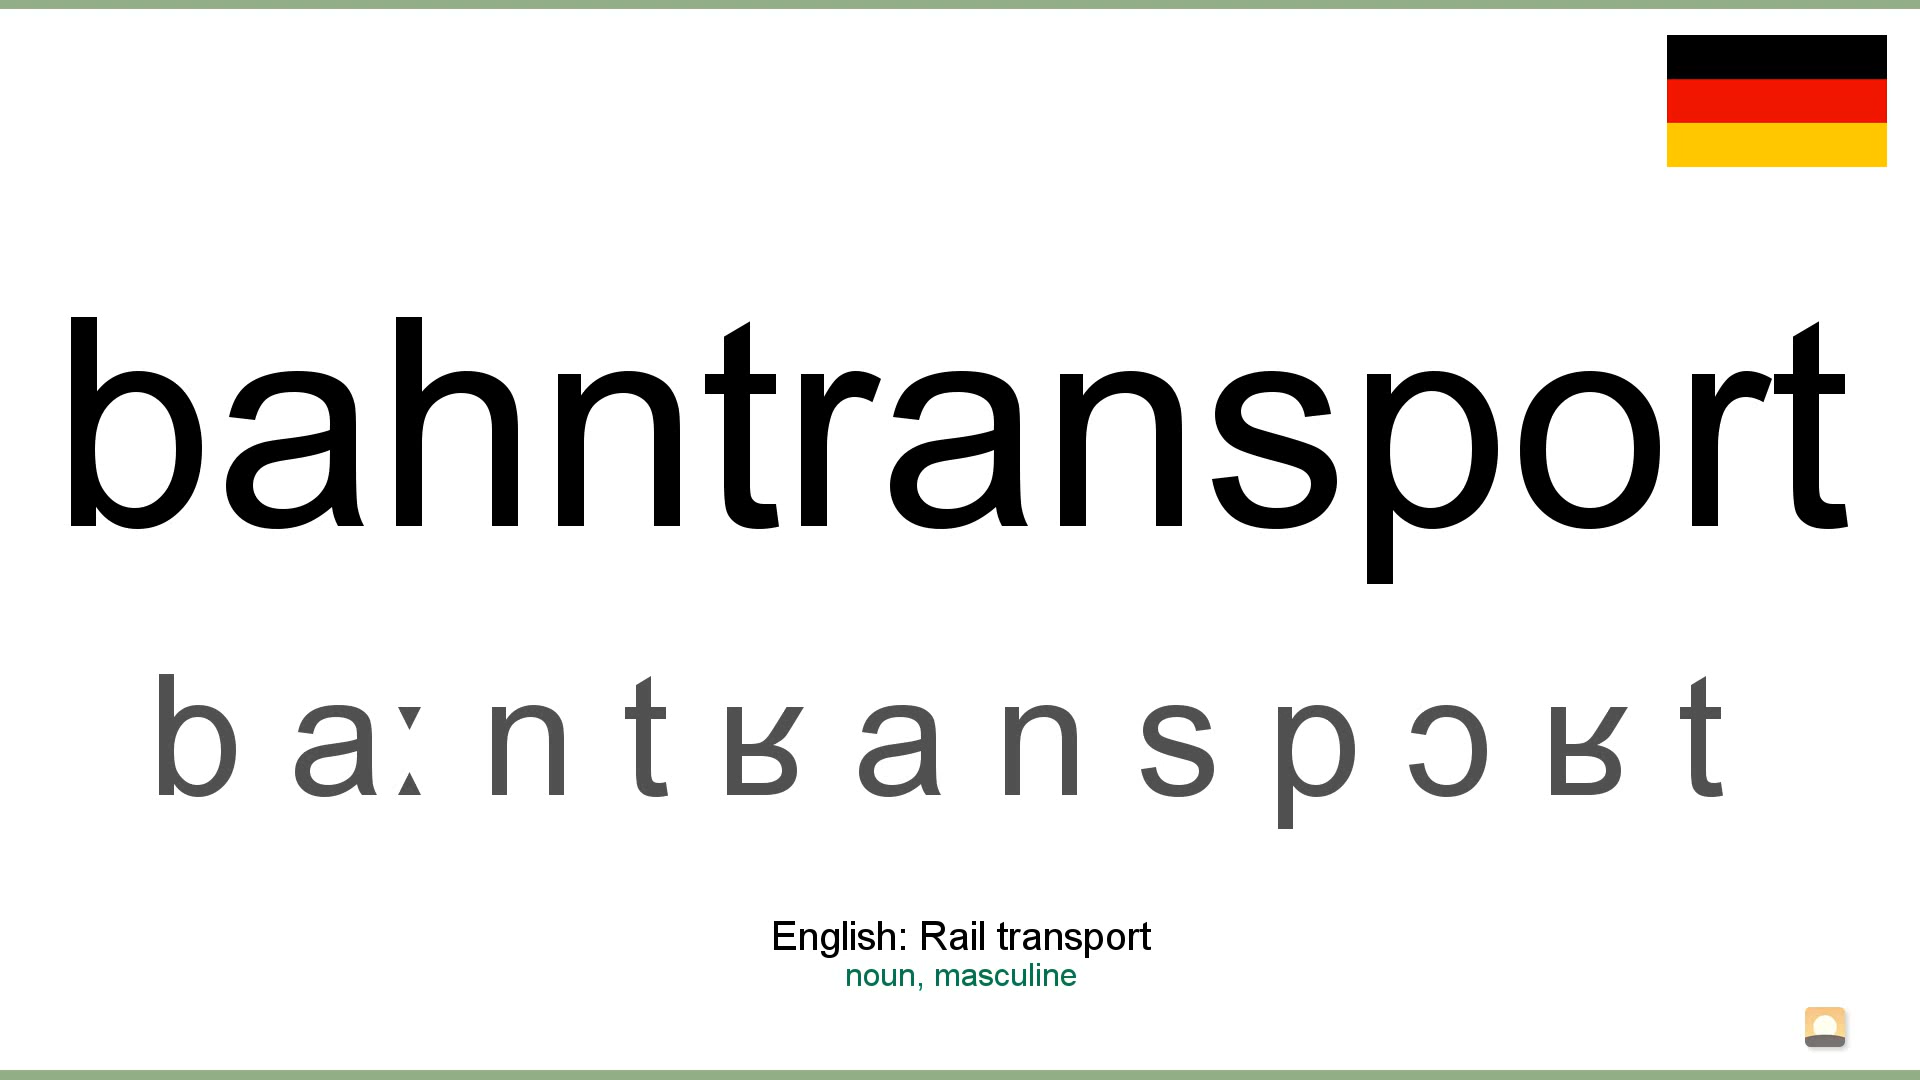 bahntransport
b aː n t ʁ a n s p ɔ ʁ t
English: Rail transport
noun, masculine